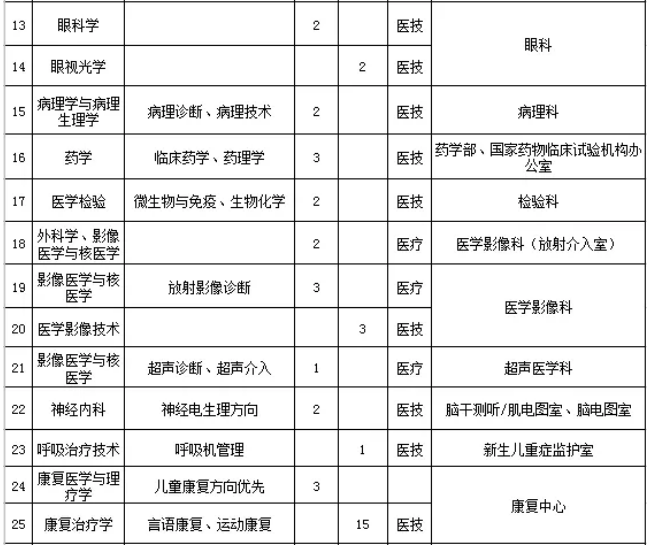 13 眼科学 2 医技 眼科
14 眼视光学 2 医技
15 病理学与病理生理学 病理诊断、病理技术 2 医技 病理科
16 药学 临床药学、药理学 3 医技 药学部、国家药物临床试验机构办公室
17 医学检验 微生物与免疫、生物化学 2 医技 检验科
18 外科学、影像医学与核医学 2 医疗 医学影像科（放射介入室）
19 影像医学与核医学 放射影像诊断 3 医疗 医学影像科
20 医学影像技术 3 医技
21 影像医学与核医学 超声诊断、超声介入 1 医疗 超声医学科
22 神经内科 神经电生理方向 2 医技 脑干测听/肌电图室、脑电图室
23 呼吸治疗技术 呼吸机管理 1 医技 新生儿重症监护室
24 康复医学与理疗学 儿童康复方向优先 3 康复中心
25 康复治疗学 言语康复、运动康复 15 医技